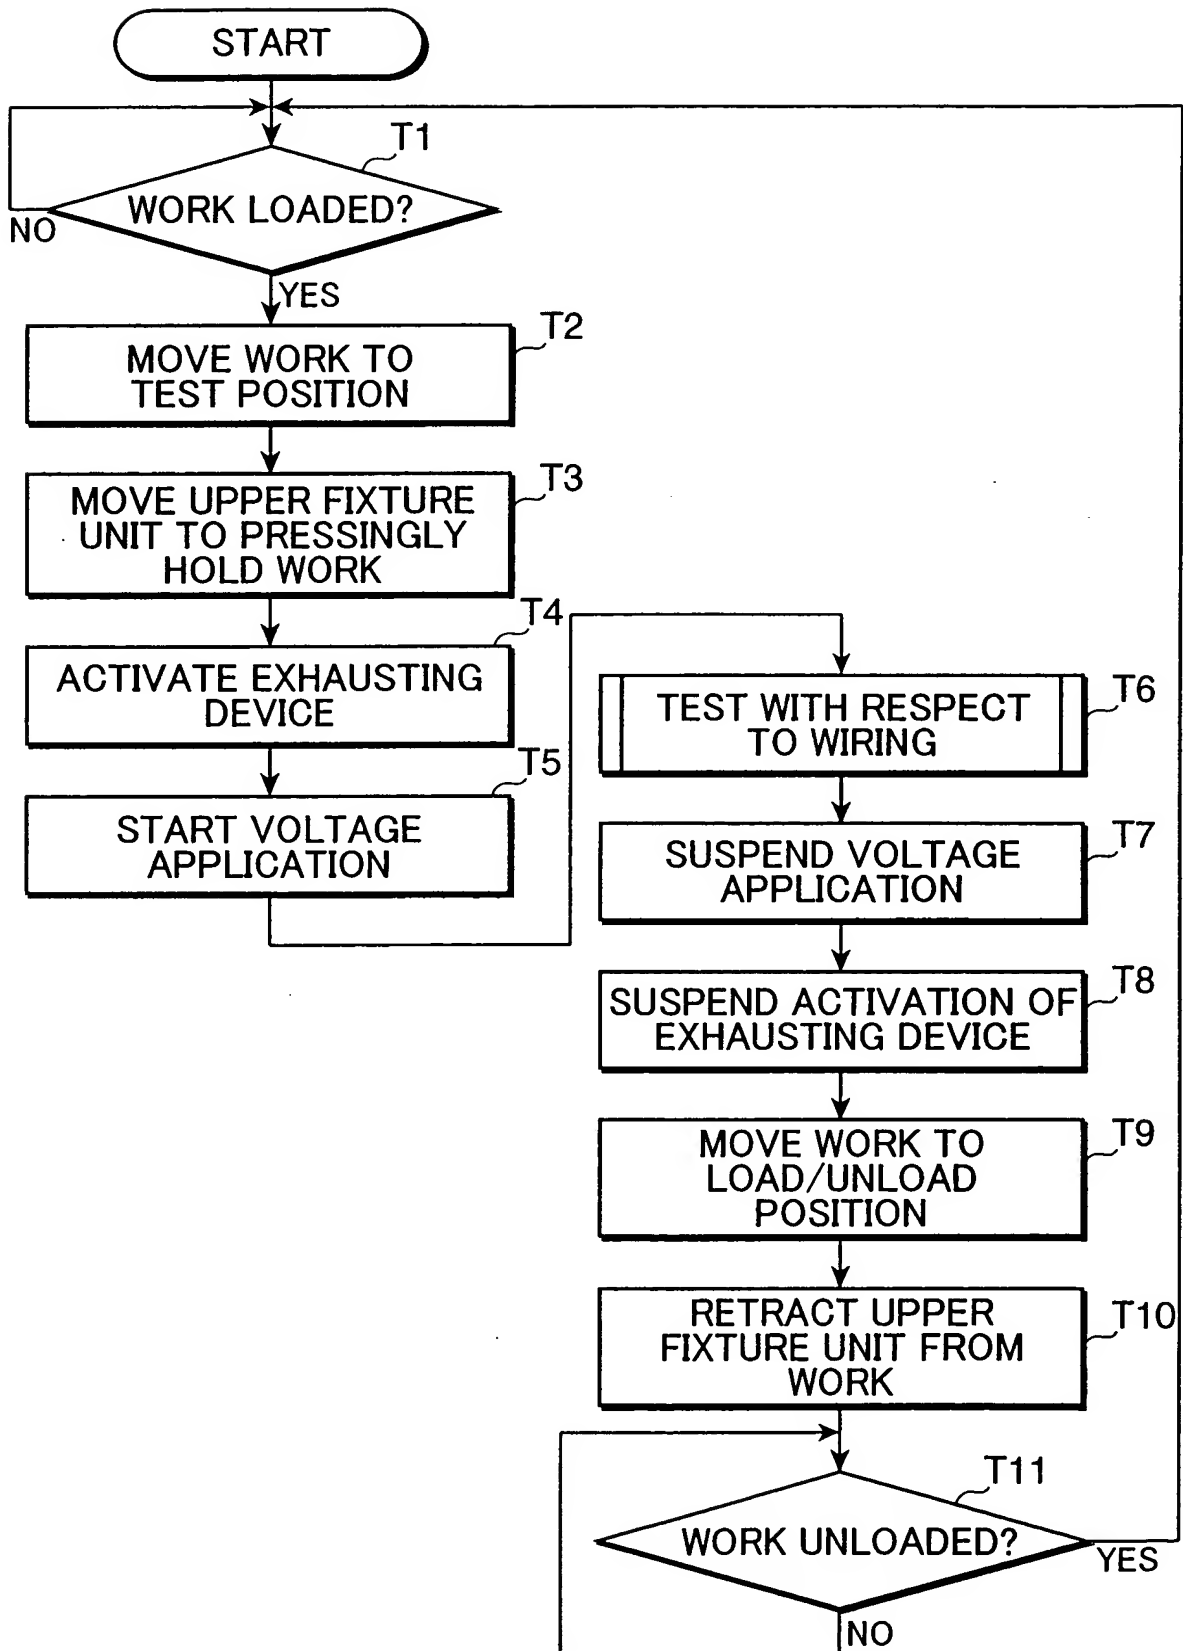 START
T1
WORK LOADED?
NO
YES
T2
MOVE WORK TO
TEST POSITION
T3
MOVE UPPER FIXTURE
UNIT TO PRESSINGLY
HOLD WORK
T4
ACTIVATE EXHAUSTING
DEVICE
T5
START VOLTAGE
APPLICATION
T6
TEST WITH RESPECT
TO WIRING
T7
SUSPEND VOLTAGE
APPLICATION
T8
SUSPEND ACTIVATION OF
EXHAUSTING DEVICE
T9
MOVE WORK TO
LOAD/UNLOAD
POSITION
T10
RETRACT UPPER
FIXTURE UNIT FROM
WORK
T11
WORK UNLOADED?
YES
NO